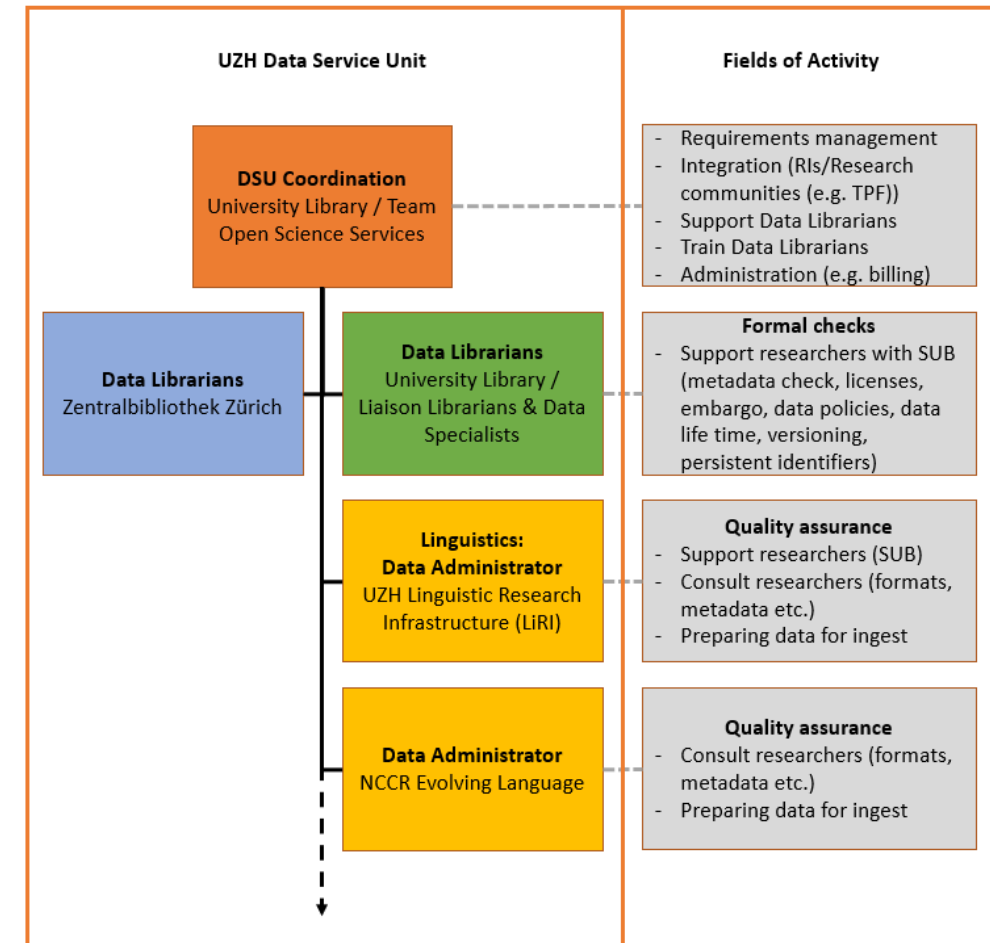 UZH Data Service Unit
Fields of Activity
DSU Coordination
University Library / Team
Open Science Services
- Requirements management
- Integration (RIs/Research
communities (e.g. TPF))
- Support Data Librarians
- Train Data Librarians
- Administration (e.g. billing)
Data Librarians
Zentralbibliothek Zürich
Data Librarians
University Library /
Liaison Librarians & Data
Specialists
Formal checks
- Support researchers with SUB
(metadata check, licenses,
embargo, data policies, data
life time, versioning,
persistent identifiers)
Linguistics:
Data Administrator
UZH Linguistic Research
Infrastructure (LiRI)
Quality assurance
- Support researchers (SUB)
- Consult researchers (formats,
metadata etc.)
- Preparing data for ingest
Data Administrator
NCCR Evolving Language
Quality assurance
- Consult researchers (formats,
metadata etc.)
- Preparing data for ingest